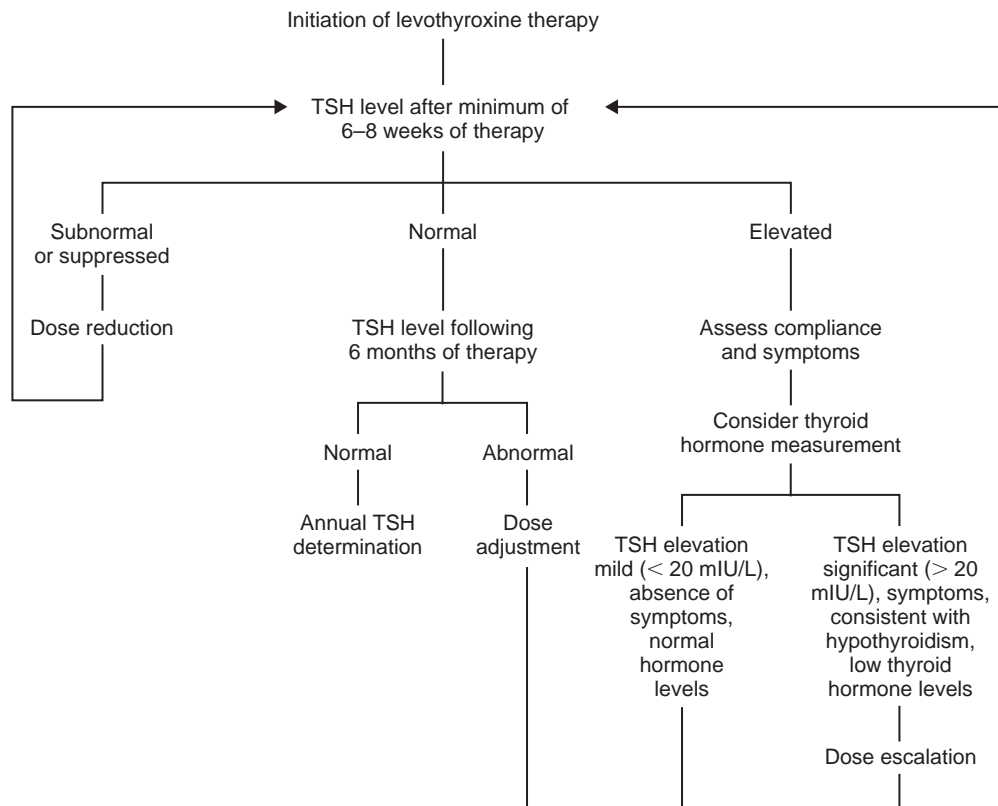 Initiation of levothyroxine therapy
TSH level after minimum of
6–8 weeks of therapy
Subnormal
or suppressed
Dose reduction
Normal
TSH level following
6 months of therapy
Normal
Annual TSH
determination
Abnormal
Dose
adjustment
Elevated
Assess compliance
and symptoms
Consider thyroid
hormone measurement
TSH elevation
mild (< 20 mIU/L),
absence of
symptoms,
normal
hormone
levels
TSH elevation
significant (> 20
mIU/L), symptoms,
consistent with
hypothyroidism,
low thyroid
hormone levels
Dose escalation